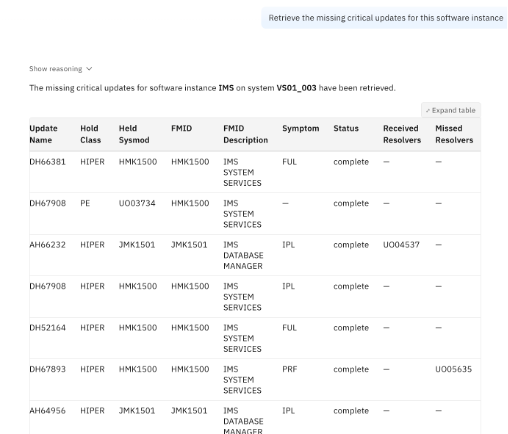 Retrieve the missing critical updates for this software instance
Show reasoning
The missing critical updates for software instance IMS on system VS01_003 have been retrieved.
Expand table
Update Name Hold Class Held Sysmod FMID FMID Description Symptom Status Received Resolvers Missed Resolvers
DH66381 HIPER HMK1500 HMK1500 IMS SYSTEM SERVICES FUL complete — —
DH67908 PE UO03734 HMK1500 IMS SYSTEM SERVICES — complete — —
AH66232 HIPER JMK1501 JMK1501 IMS DATABASE MANAGER IPL complete UO04537 —
DH67908 HIPER HMK1500 HMK1500 IMS SYSTEM SERVICES IPL complete — —
DH52164 HIPER HMK1500 HMK1500 IMS SYSTEM SERVICES FUL complete — —
DH67893 HIPER HMK1500 HMK1500 IMS SYSTEM SERVICES PRF complete — UO05635
AH64956 HIPER JMK1501 JMK1501 IMS DATABASE MANAGER IPL complete — —